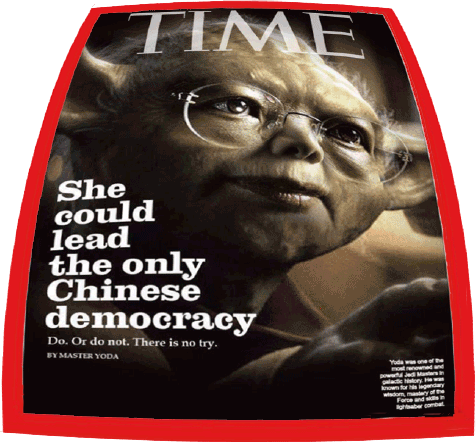 TIME
She
could
lead
the only
Chinese
democracy
Do. Or do not. There is no try.
BY MASTER YODA
Yoda was one of the
most renowned and
powerful Jedi Masters in
galactic history. He was
known for his legendary
wisdom, mastery of the
Force and skills in
lightsaber combat.